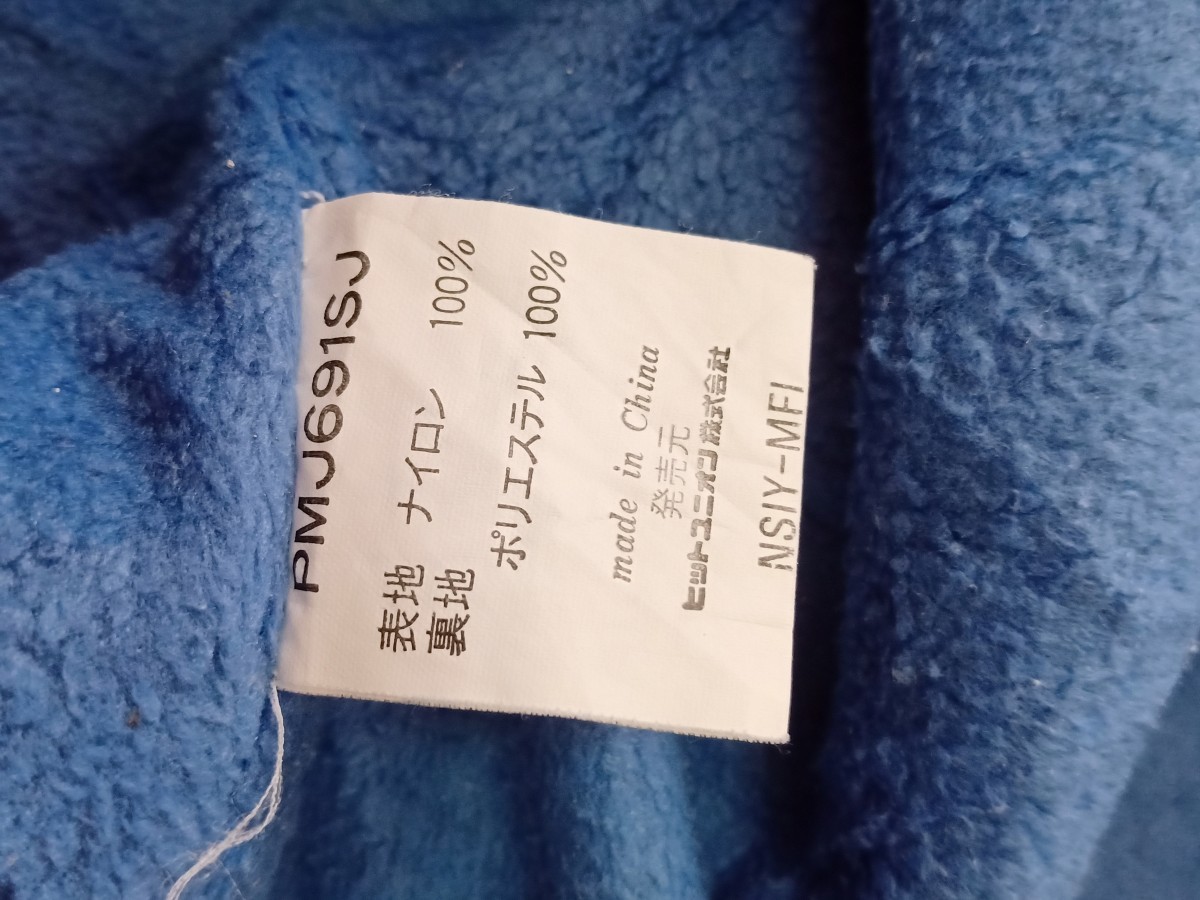 PMJ691SJ
表地 ナイロン 100%
裏地 ポリエステル 100%
made in China
発売元
ヒットユニオン株式会社
NSIY-MFI